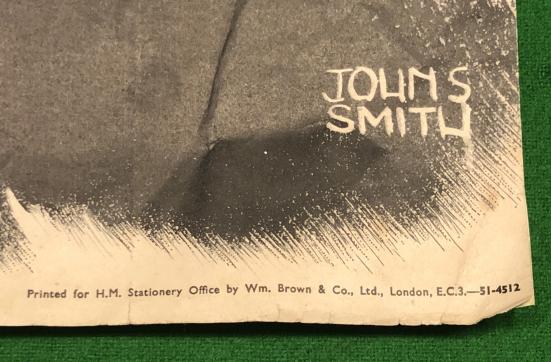 JOHN S
SMITH
Printed for H.M. Stationery Office by Wm. Brown & Co., Ltd., London, E.C.3.—51-4512